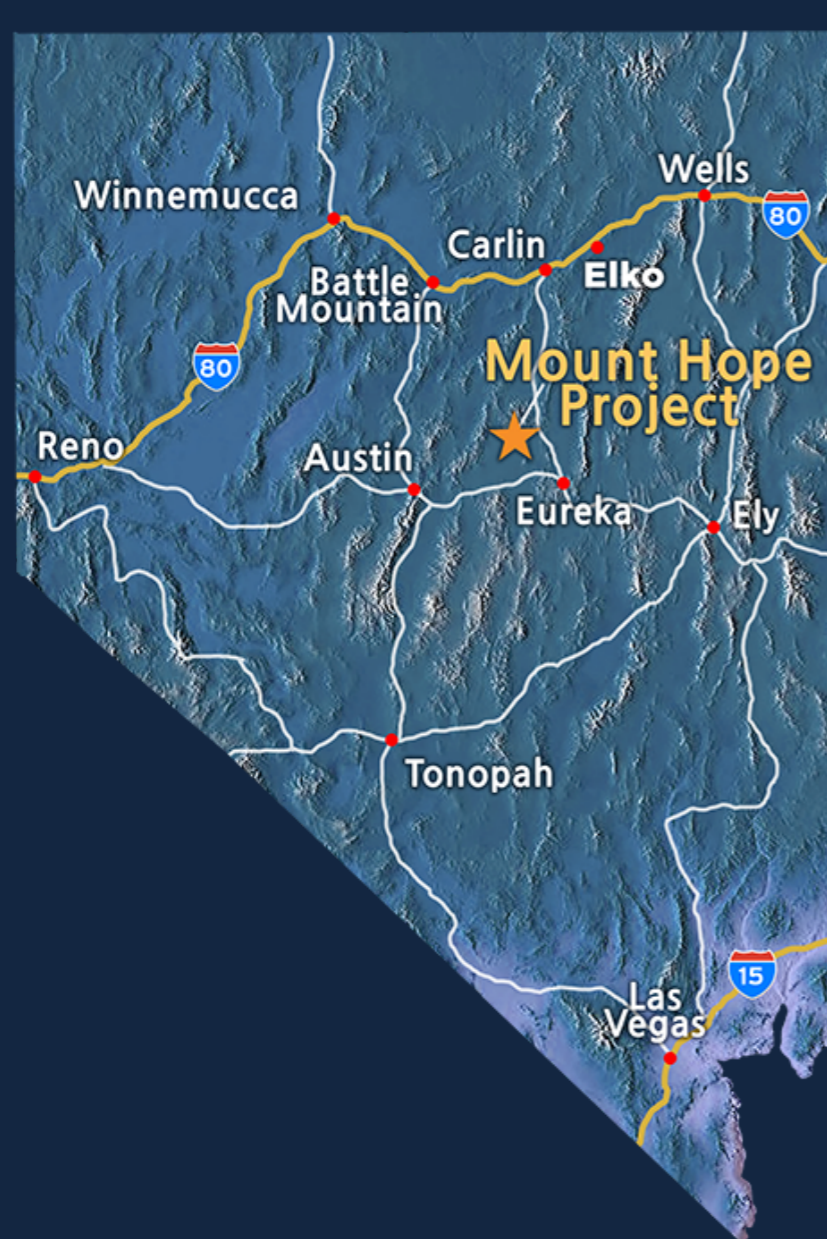 Wells
80
Winnemucca
Carlin
Elko
Battle
Mountain
80
Mount Hope
Project
Reno
Austin
Eureka
Ely
Tonopah
15
Las
Vegas